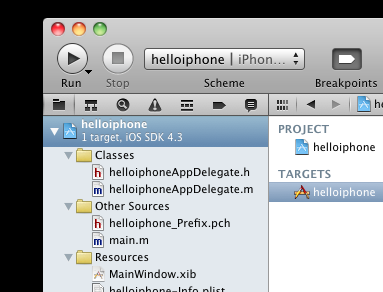 helloiphone | iPhon...
Run
Stop
Scheme
Breakpoints
helloiphone
1 target, iOS SDK 4.3
PROJECT
helloiphone
TARGETS
helloiphone
Classes
helloiphoneAppDelegate.h
helloiphoneAppDelegate.m
Other Sources
helloiphone_Prefix.pch
main.m
Resources
MainWindow.xib
helloiphone-Info.plist